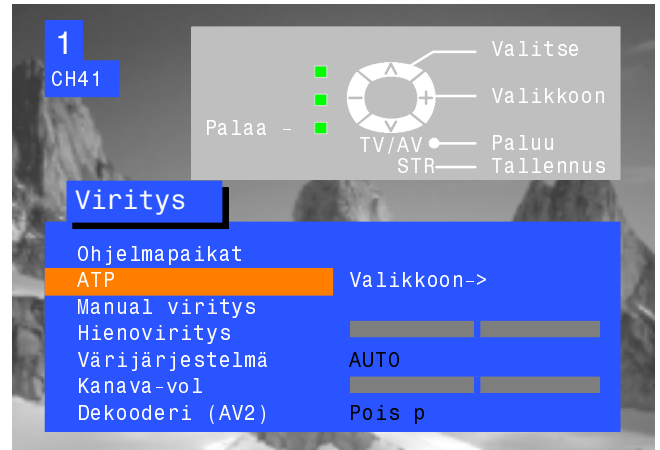 1
CH41
Valitse
Valikkoon
Palaa -
TV/AV Paluu
STR Tallennus
Viritys
Ohjelmapaikat
ATP Valikkoon->
Manual viritys
Hienoviritys
Värijärjestelmä AUTO
Kanava-vol
Dekooderi (AV2) Pois p